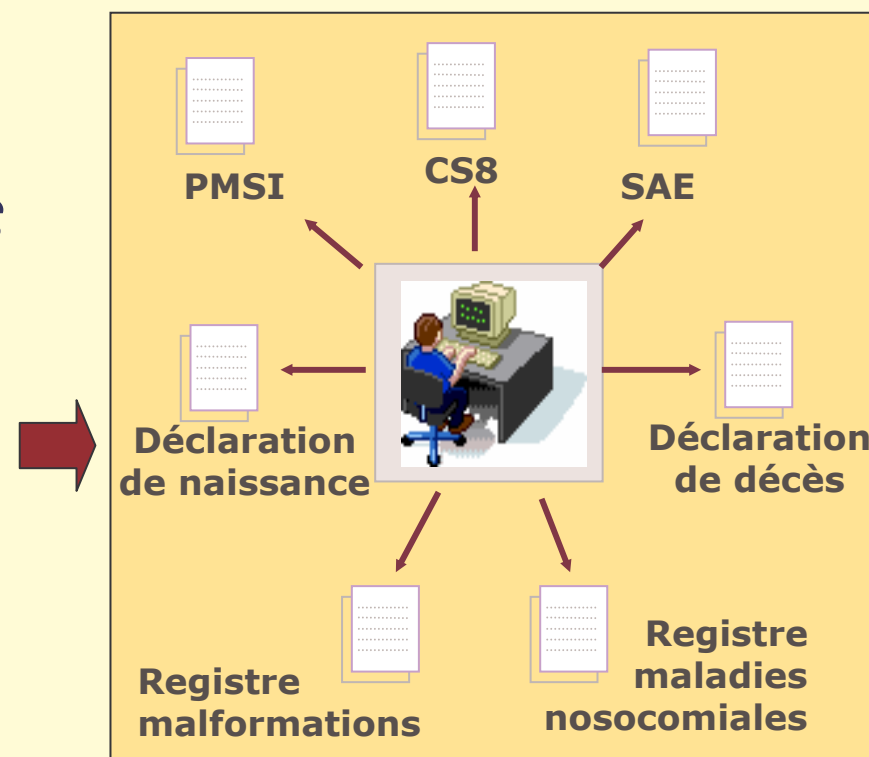 PMSI
CS8
SAE
Déclaration
de naissance
Déclaration
de décès
Registre
malformations
Registre
maladies
nosocomiales